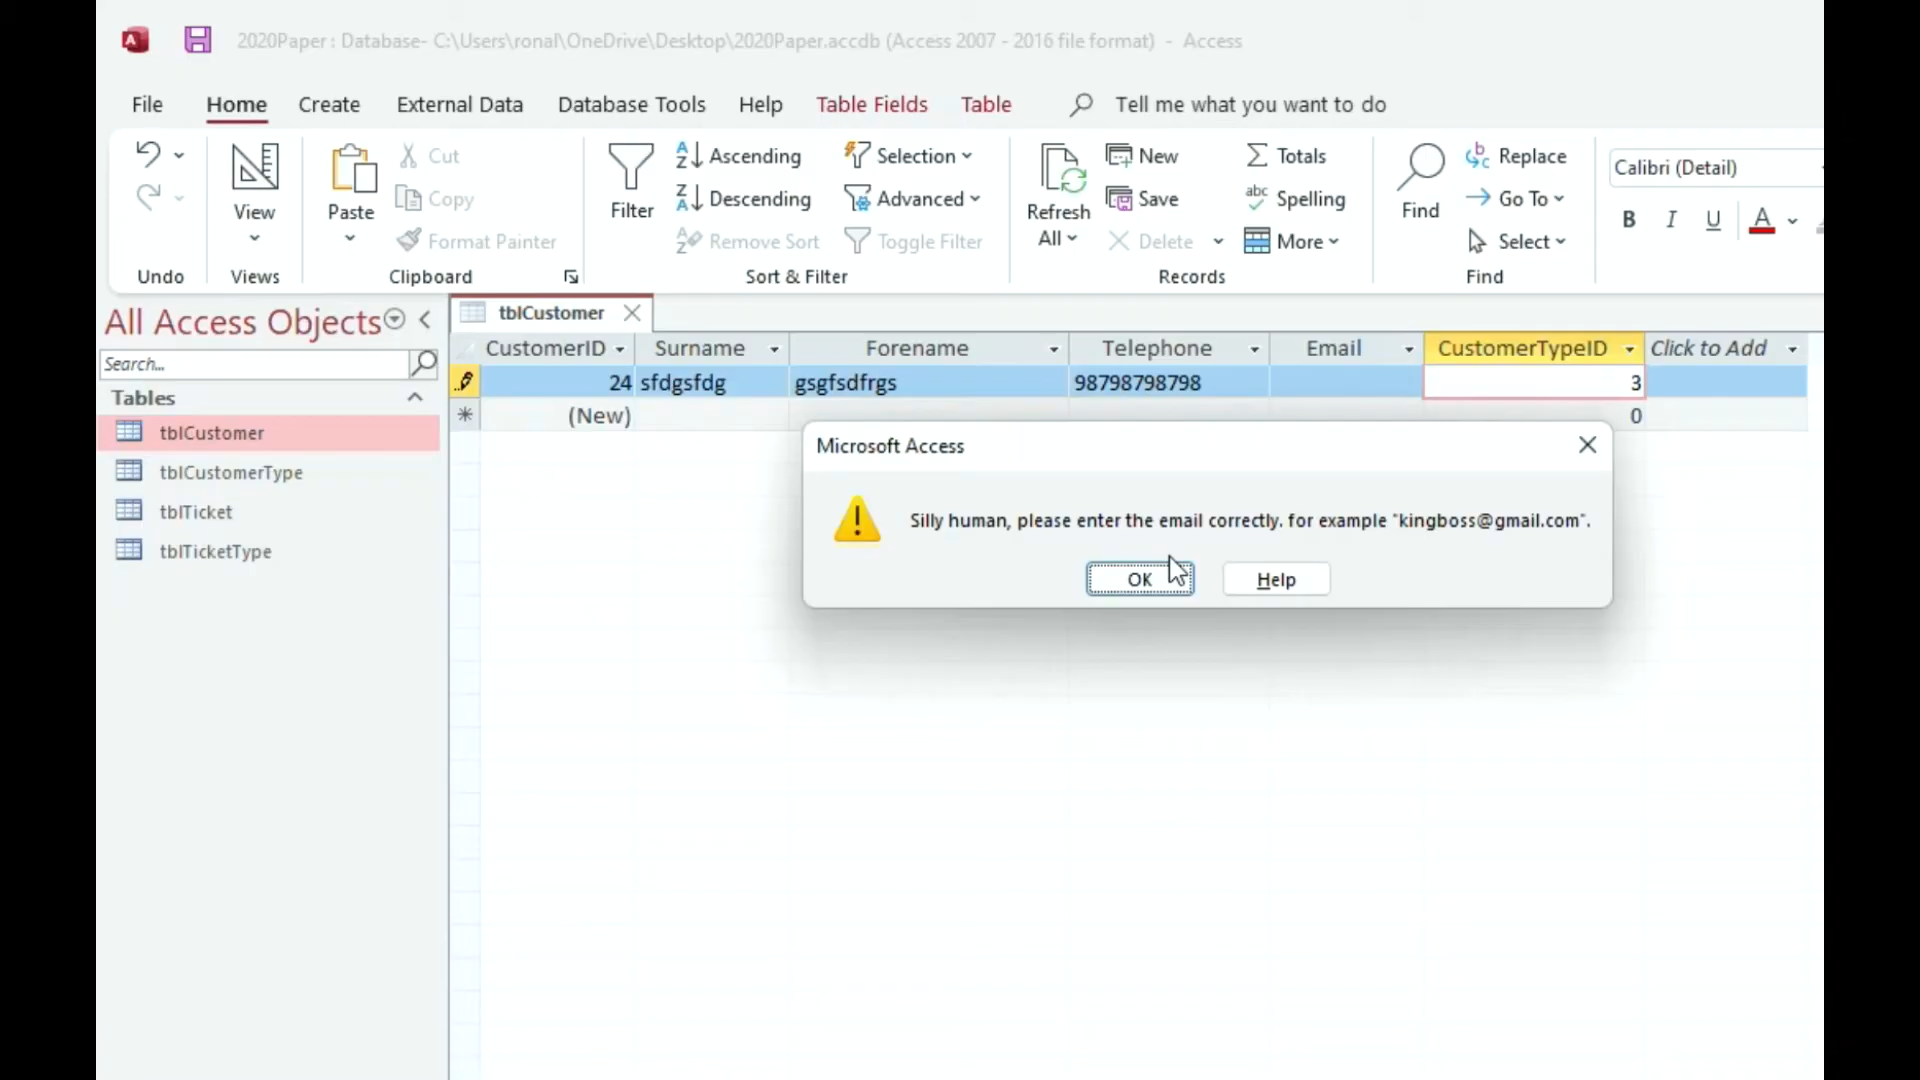 A
2020Paper : Database- C:\Users\ronal\OneDrive\Desktop\2020Paper.accdb (Access 2007 - 2016 file format) - Access
File Home Create External Data Database Tools Help Table Fields Table Tell me what you want to do
View
Paste
Cut
Copy
Format Painter
Filter
Ascending
Descending
Remove Sort
Selection
Advanced
Toggle Filter
Refresh
All
New
Save
Delete
Totals
Spelling
More
Find
Replace
Go To
Select
Calibri (Detail)
B I U A
Undo Views Clipboard Sort & Filter Records Find
All Access Objects
Search...
Tables
tblCustomer
tblCustomerType
tblTicket
tblTicketType
tblCustomer
CustomerID Surname Forename Telephone Email CustomerTypeID Click to Add
24 sfdgsfdg gsgfsdfrgs 98798798798 3
(New) 0
Microsoft Access
Silly human, please enter the email correctly. for example "kingboss@gmail.com".
OK Help